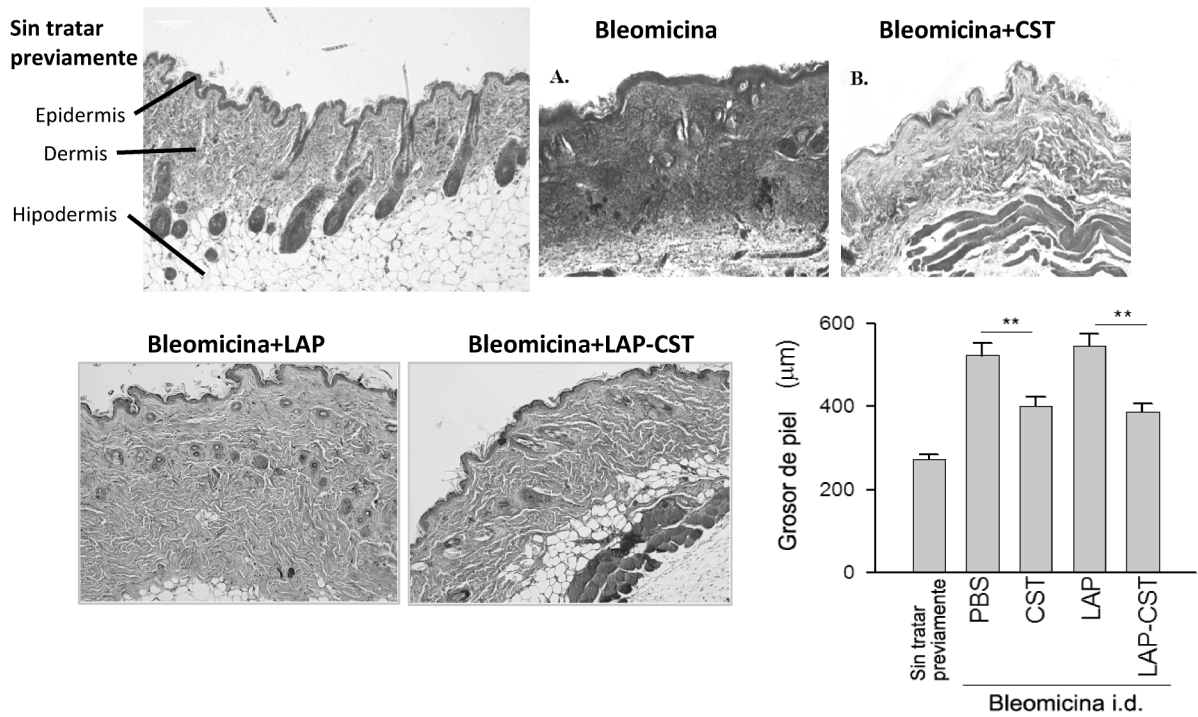 Sin tratar
previamente
Epidermis
Dermis
Hipodermis
Bleomicina
A.
Bleomicina+CST
B.
Bleomicina+LAP
Bleomicina+LAP-CST
Grosor de piel (μm)
600
400
200
0
**
**
Sin tratar
previamente
PBS
CST
LAP
LAP-CST
Bleomicina i.d.